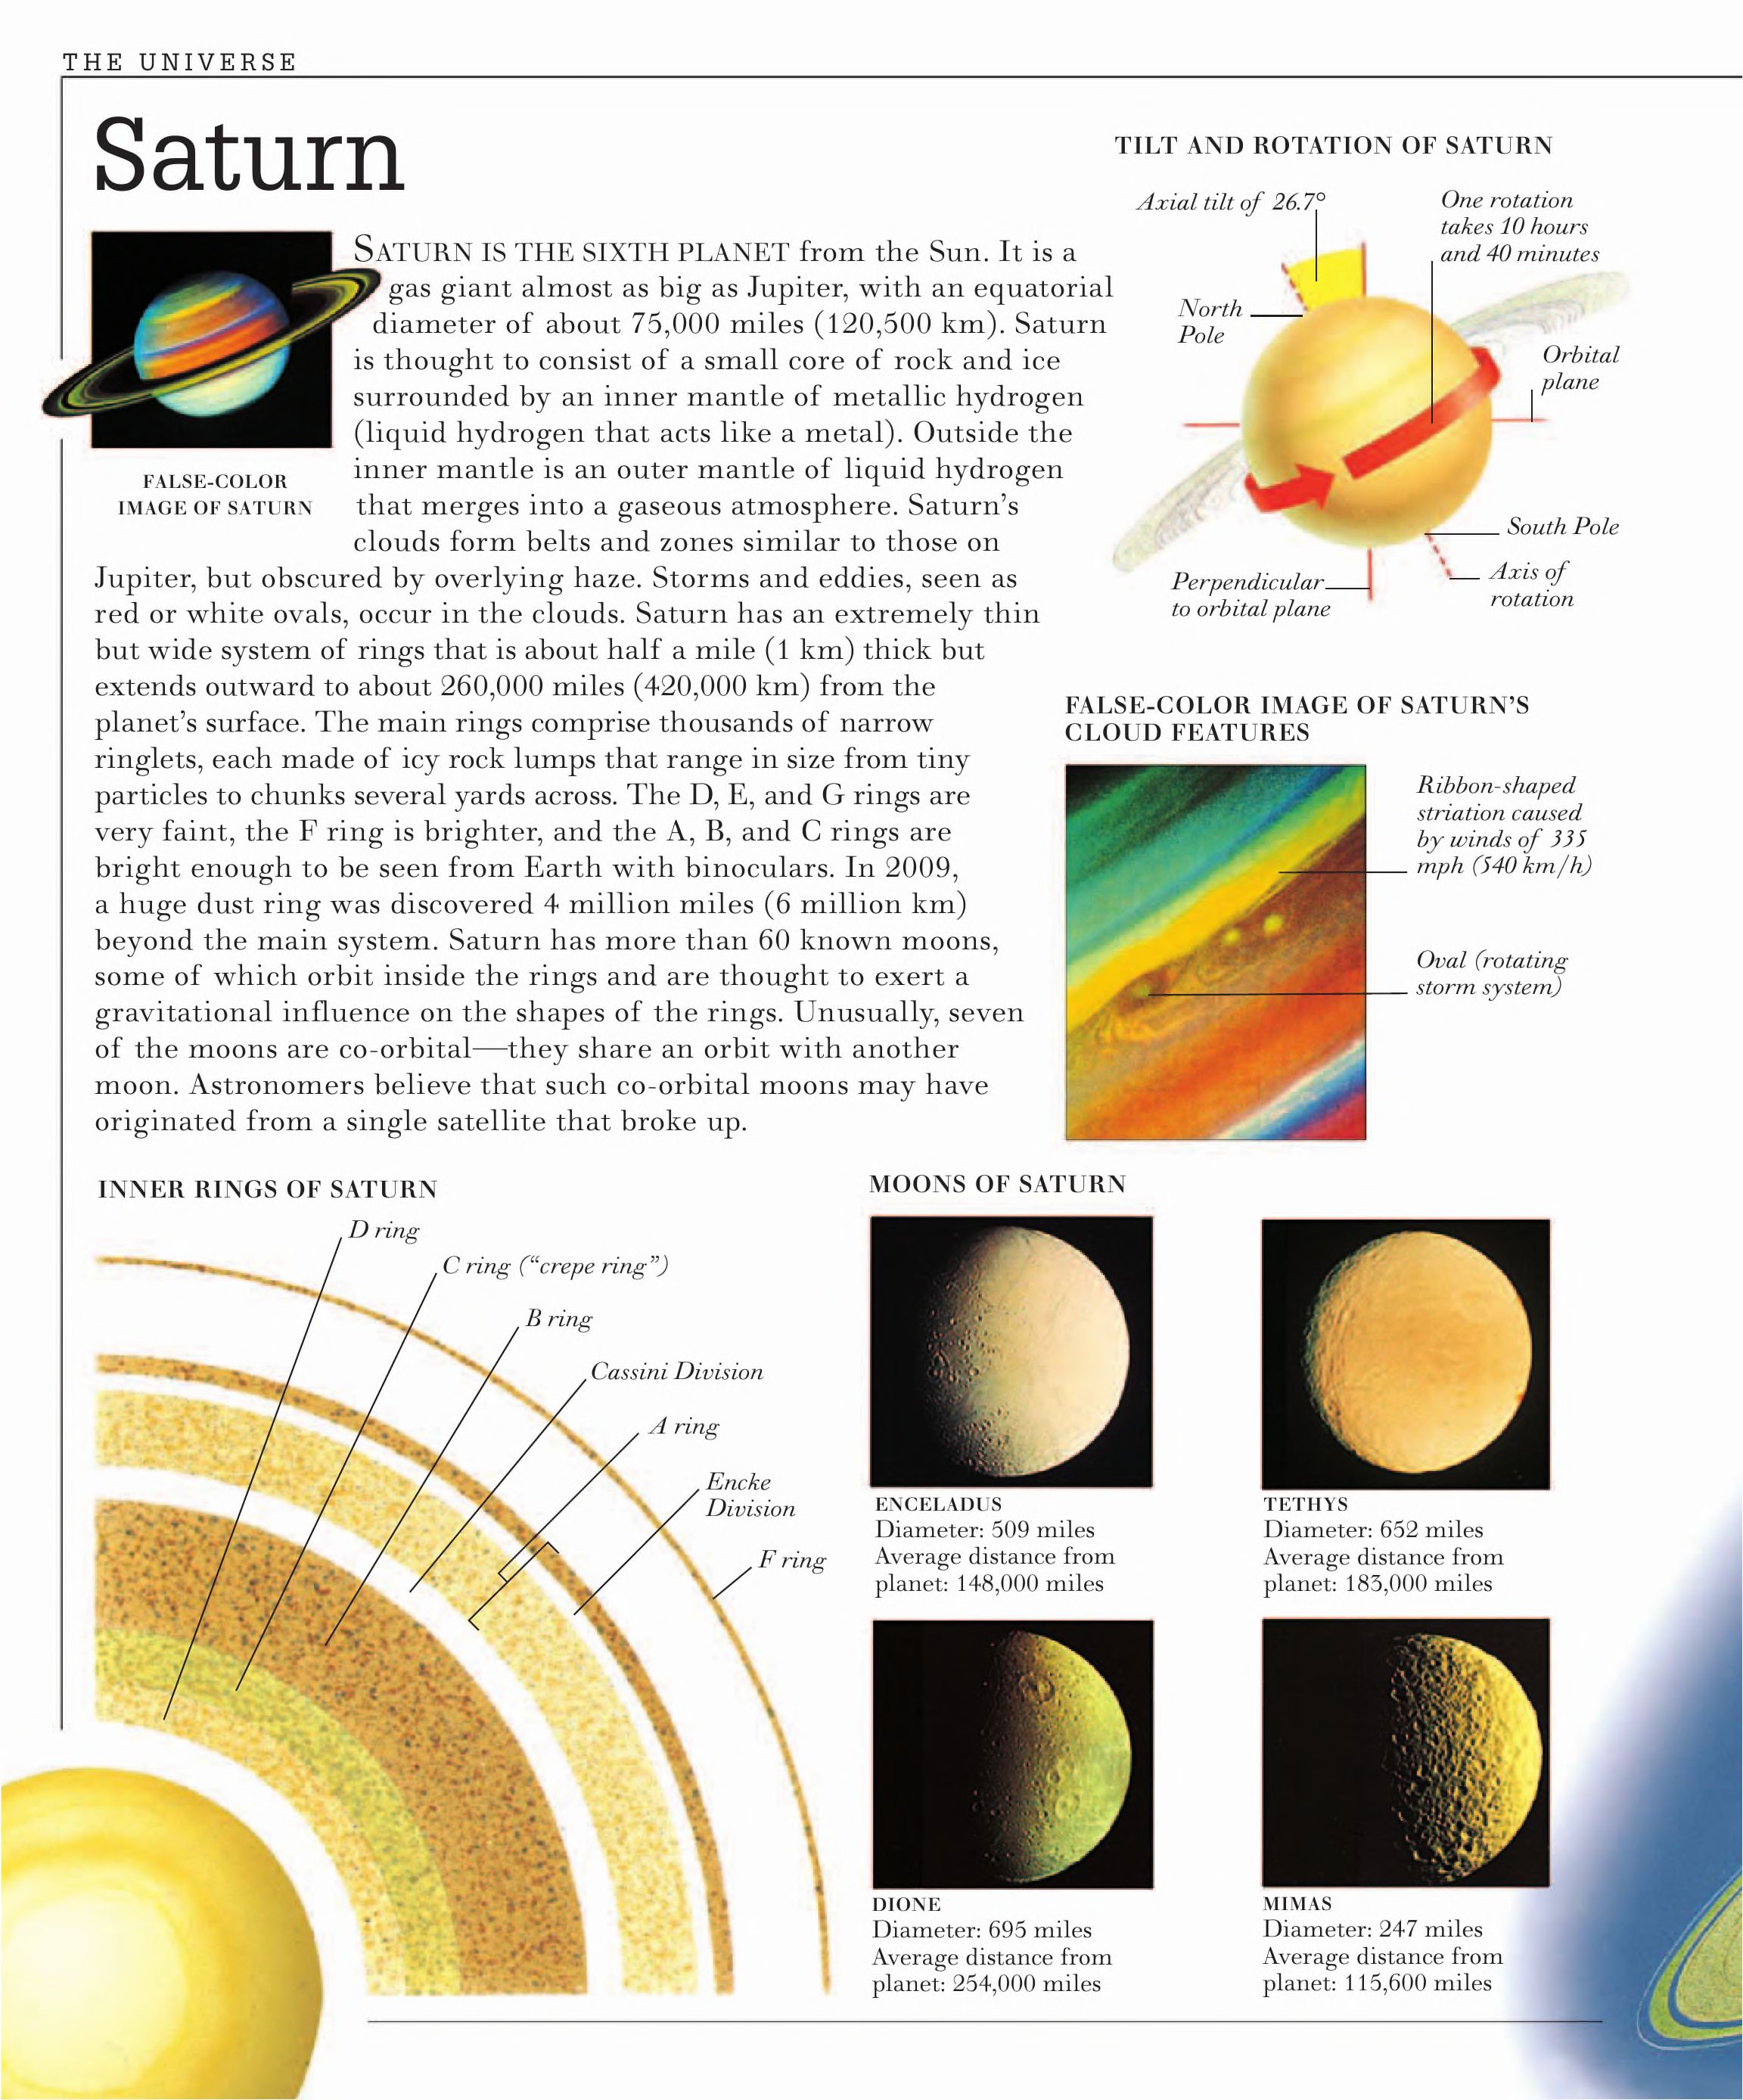 THE UNIVERSE
Saturn
FALSE-COLOR
IMAGE OF SATURN
SATURN IS THE SIXTH PLANET from the Sun. It is a
gas giant almost as big as Jupiter, with an equatorial
diameter of about 75,000 miles (120,500 km). Saturn
is thought to consist of a small core of rock and ice
surrounded by an inner mantle of metallic hydrogen
(liquid hydrogen that acts like a metal). Outside the
inner mantle is an outer mantle of liquid hydrogen
that merges into a gaseous atmosphere. Saturn’s
clouds form belts and zones similar to those on
Jupiter, but obscured by overlying haze. Storms and eddies, seen as
red or white ovals, occur in the clouds. Saturn has an extremely thin
but wide system of rings that is about half a mile (1 km) thick but
extends outward to about 260,000 miles (420,000 km) from the
planet’s surface. The main rings comprise thousands of narrow
ringlets, each made of icy rock lumps that range in size from tiny
particles to chunks several yards across. The D, E, and G rings are
very faint, the F ring is brighter, and the A, B, and C rings are
bright enough to be seen from Earth with binoculars. In 2009,
a huge dust ring was discovered 4 million miles (6 million km)
beyond the main system. Saturn has more than 60 known moons,
some of which orbit inside the rings and are thought to exert a
gravitational influence on the shapes of the rings. Unusually, seven
of the moons are co-orbital—they share an orbit with another
moon. Astronomers believe that such co-orbital moons may have
originated from a single satellite that broke up.
TILT AND ROTATION OF SATURN
Axial tilt of 26.7°
One rotation
takes 10 hours
and 40 minutes
North
Pole
Orbital
plane
South Pole
Axis of
rotation
Perpendicular
to orbital plane
FALSE-COLOR IMAGE OF SATURN’S
CLOUD FEATURES
Ribbon-shaped
striation caused
by winds of 335
mph (540 km/h)
Oval (rotating
storm system)
INNER RINGS OF SATURN
D ring
C ring (“crepe ring”)
B ring
Cassini Division
A ring
Encke
Division
F ring
MOONS OF SATURN
ENCELADUS
Diameter: 509 miles
Average distance from
planet: 148,000 miles
TETHYS
Diameter: 652 miles
Average distance from
planet: 183,000 miles
DIONE
Diameter: 695 miles
Average distance from
planet: 254,000 miles
MIMAS
Diameter: 247 miles
Average distance from
planet: 115,600 miles